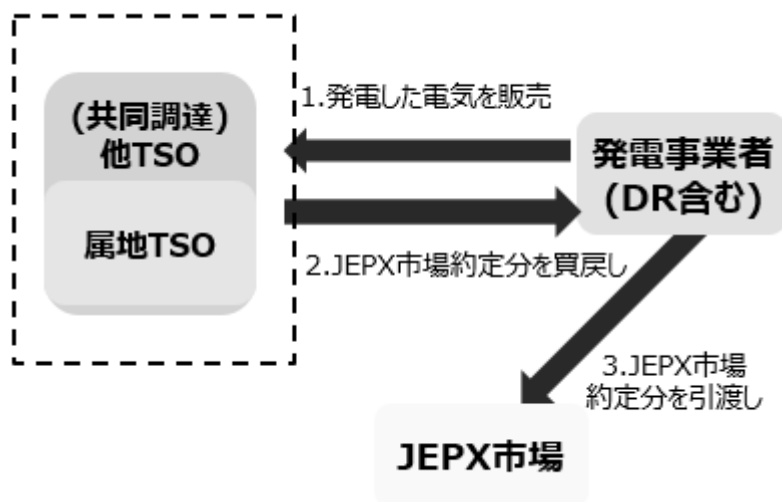 1.発電した電気を販売
(共同調達)
他TSO
属地TSO
発電事業者
(DR含む)
2.JEPX市場約定分を買戻し
3.JEPX市場
約定分を引渡し
JEPX市場